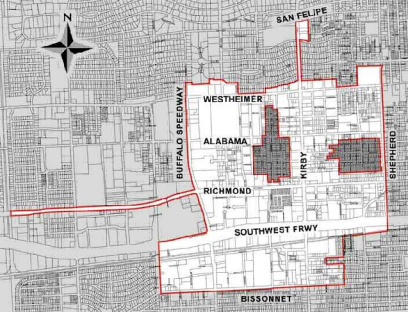 N
SAN FELIPE
WESTHEIMER
BUFFALO SPEEDWAY
ALABAMA
KIRBY
SHEPHERD
RICHMOND
SOUTHWEST FRWY
BISSONNET